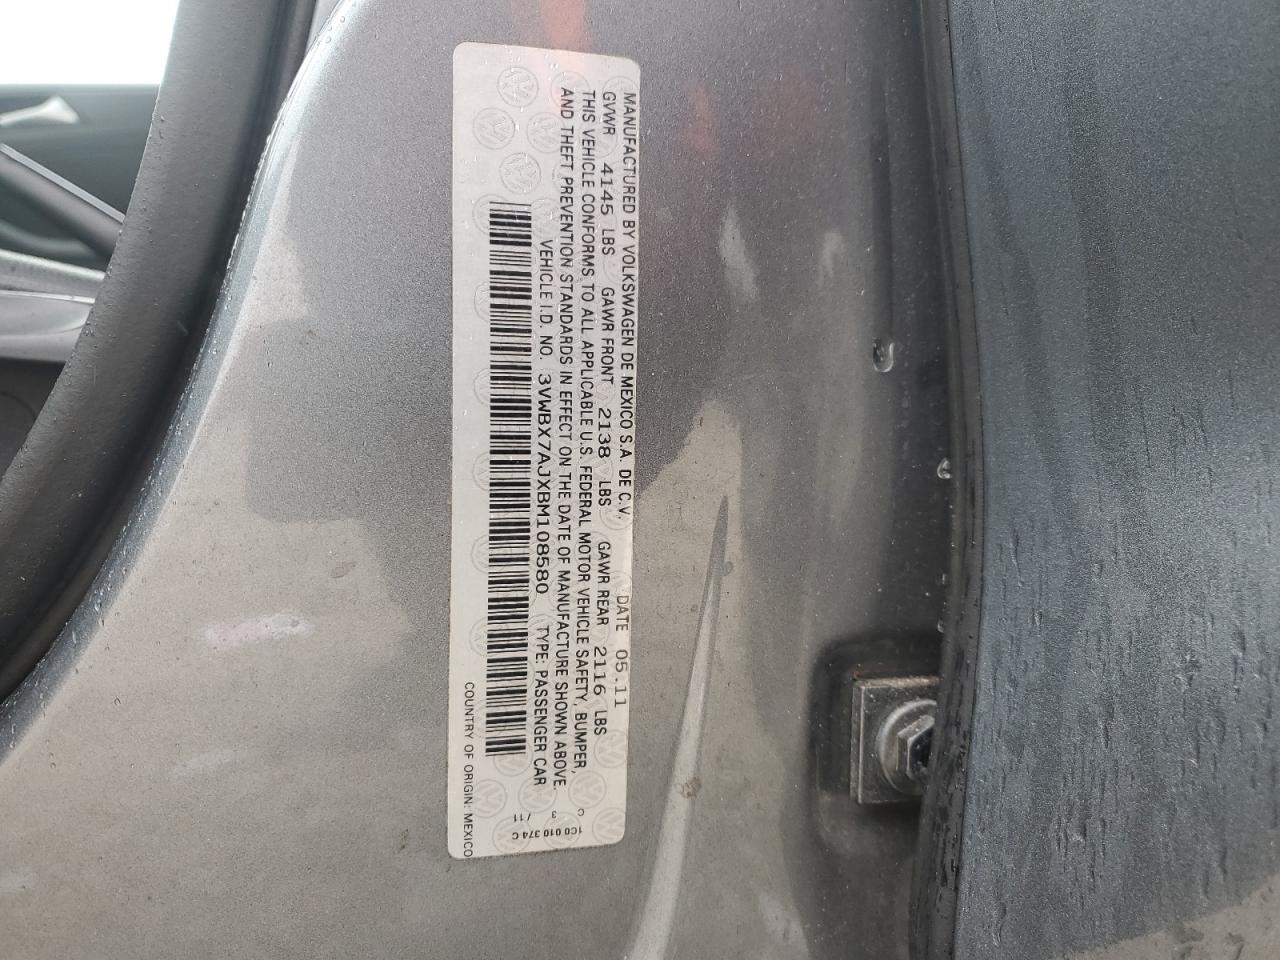 MANUFACTURED BY VOLKSWAGEN DE MEXICO S.A. DE C.V. DATE 05.11
GVWR 4145 LBS GAWR FRONT 2138 LBS GAWR REAR 2116 LBS
THIS VEHICLE CONFORMS TO ALL APPLICABLE U.S. FEDERAL MOTOR VEHICLE SAFETY, BUMPER,
AND THEFT PREVENTION STANDARDS IN EFFECT ON THE DATE OF MANUFACTURE SHOWN ABOVE.
VEHICLE I.D. NO. 3VWBX7AJXBM108580 TYPE: PASSENGER CAR
COUNTRY OF ORIGIN: MEXICO
1C0 010 374 C
C
3
/11